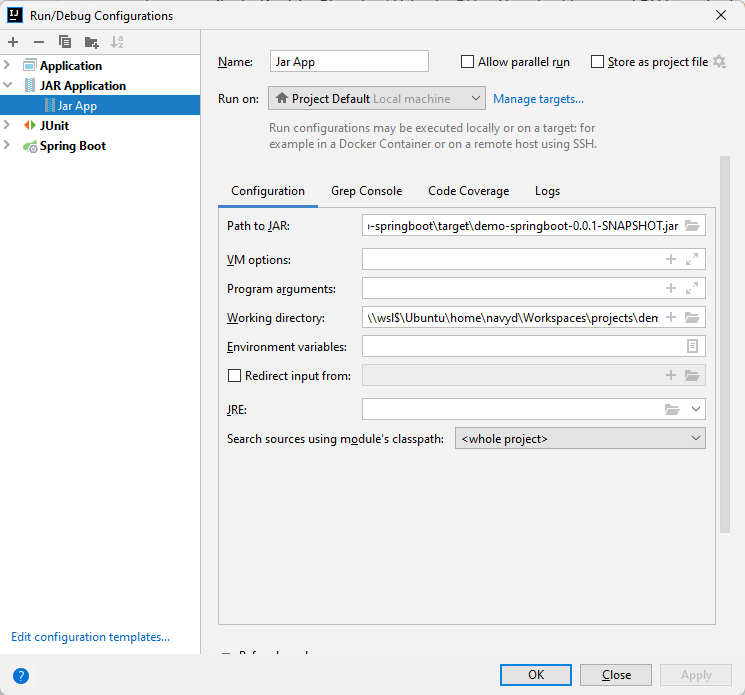 Run/Debug Configurations
Application
JAR Application
Jar App
JUnit
Spring Boot
Edit configuration templates...
Name: Jar App Allow parallel run Store as project file
Run on: Project Default Local machine Manage targets...
Run configurations may be executed locally or on a target: for
example in a Docker Container or on a remote host using SSH.
Configuration Grep Console Code Coverage Logs
Path to JAR: -springboot\target\demo-springboot-0.0.1-SNAPSHOT.jar
VM options:
Program arguments:
Working directory: \\wsl$\Ubuntu\home\navyd\Workspaces\projects\dem
Environment variables:
Redirect input from:
JRE:
Search sources using module's classpath: <whole project>
OK Close Apply